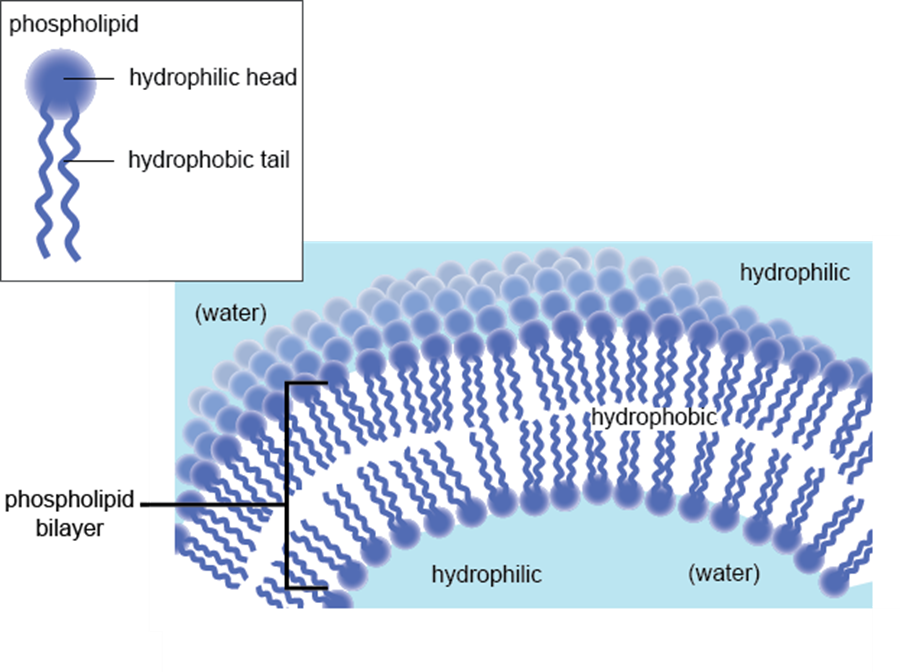 phospholipid
hydrophilic head
hydrophobic tail
hydrophilic
(water)
hydrophobic
phospholipid
bilayer
hydrophilic
(water)